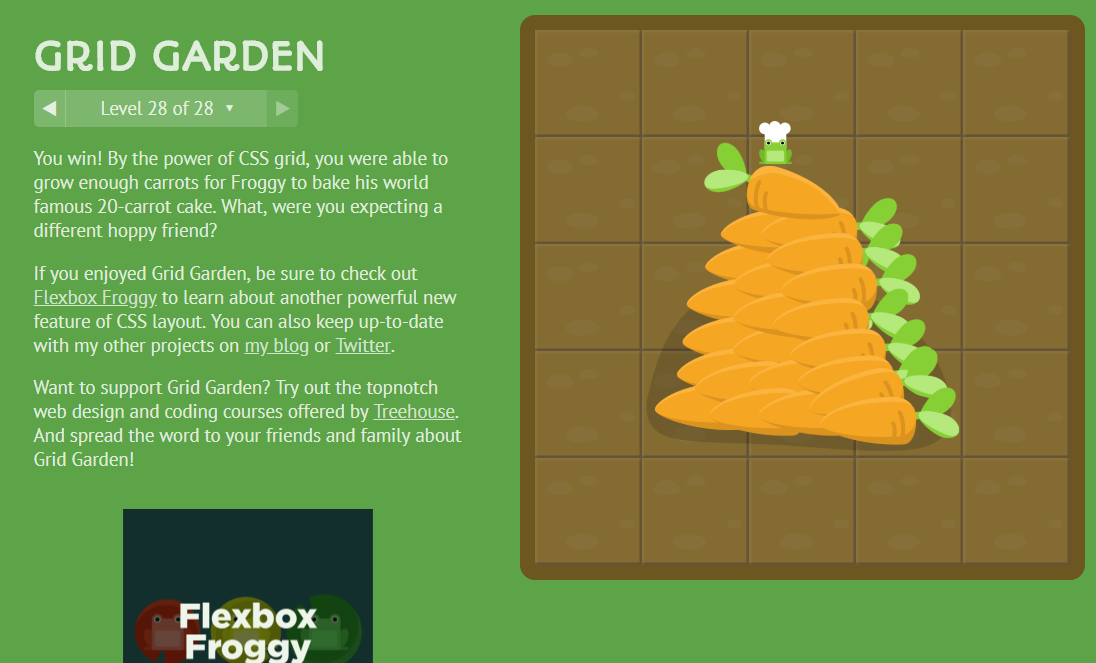 GRID GARDEN
Level 28 of 28
You win! By the power of CSS grid, you were able to
grow enough carrots for Froggy to bake his world
famous 20-carrot cake. What, were you expecting a
different hoppy friend?
If you enjoyed Grid Garden, be sure to check out
Flexbox Froggy to learn about another powerful new
feature of CSS layout. You can also keep up-to-date
with my other projects on my blog or Twitter.
Want to support Grid Garden? Try out the topnotch
web design and coding courses offered by Treehouse.
And spread the word to your friends and family about
Grid Garden!
Flexbox
Froggy